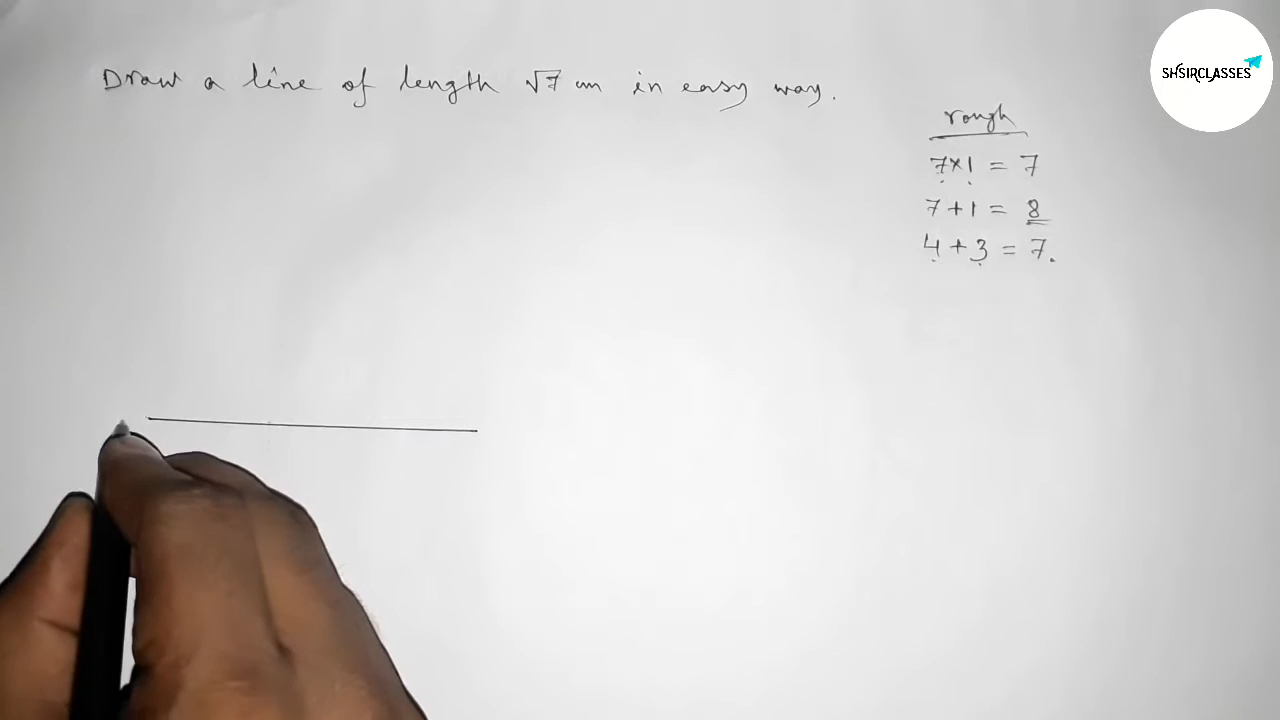 Draw a line of length √7 cm in easy way.
rough
7×1 = 7
7+1 = 8
4+3 = 7.
SHSIRCLASSES